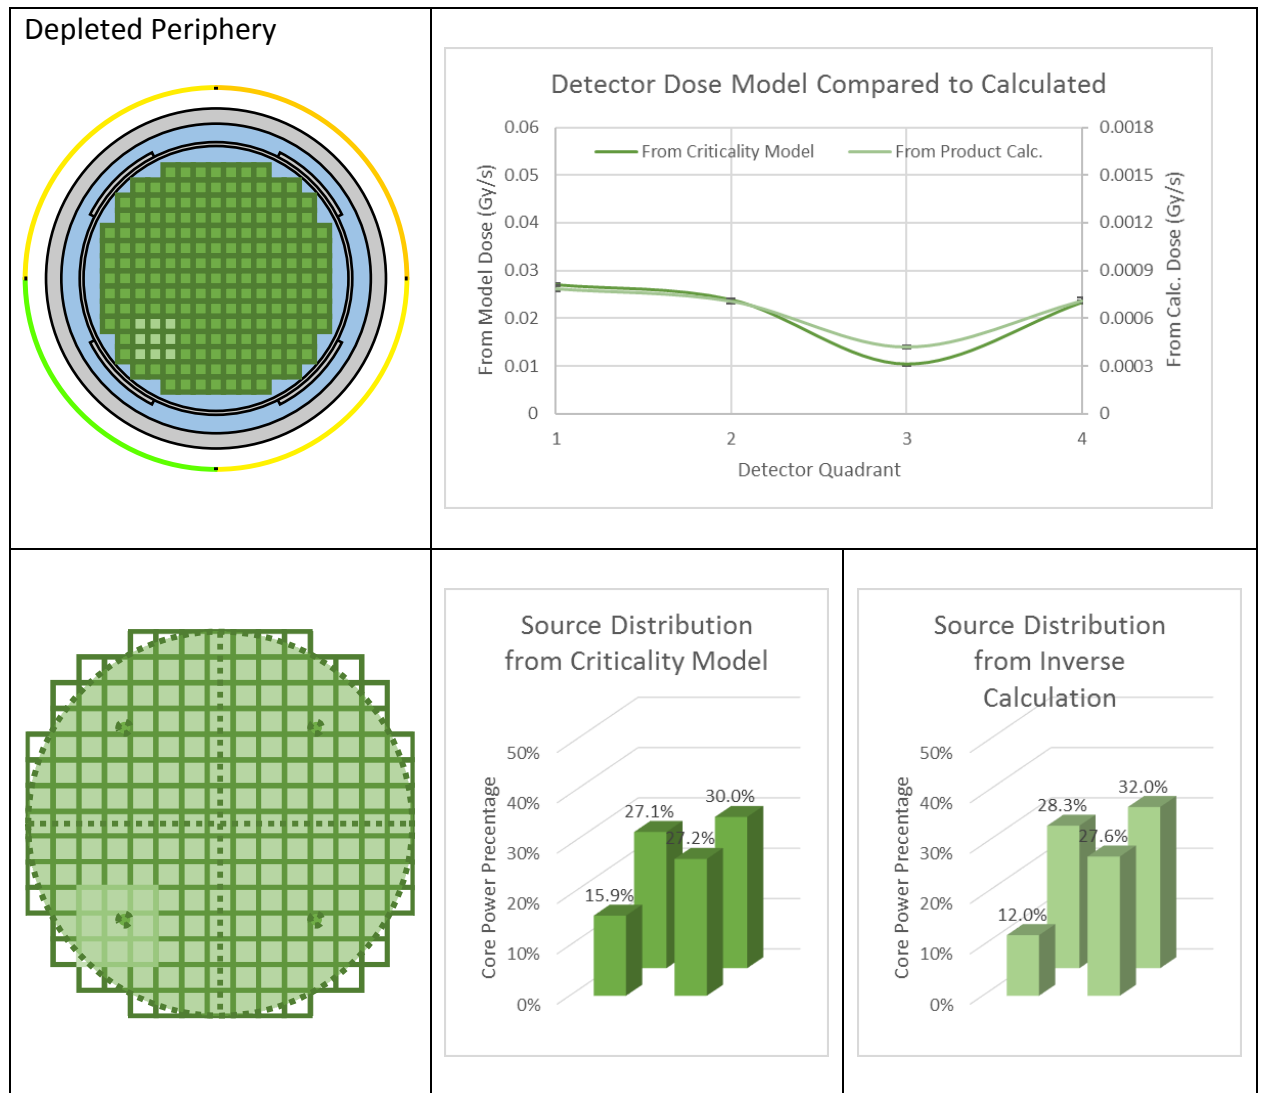 Depleted Periphery
Detector Dose Model Compared to Calculated
From Criticality Model
From Product Calc.
From Model Dose (Gy/s)
0.06
0.05
0.04
0.03
0.02
0.01
0
From Calc. Dose (Gy/s)
0.0018
0.0015
0.0012
0.0009
0.0006
0.0003
0
1 2 3 4
Detector Quadrant
Source Distribution
from Criticality Model
Core Power Precentage
50%
40%
30%
20%
10%
0%
15.9%
27.1%
27.2%
30.0%
Source Distribution
from Inverse
Calculation
Core Power Precentage
50%
40%
30%
20%
10%
0%
12.0%
28.3%
27.6%
32.0%